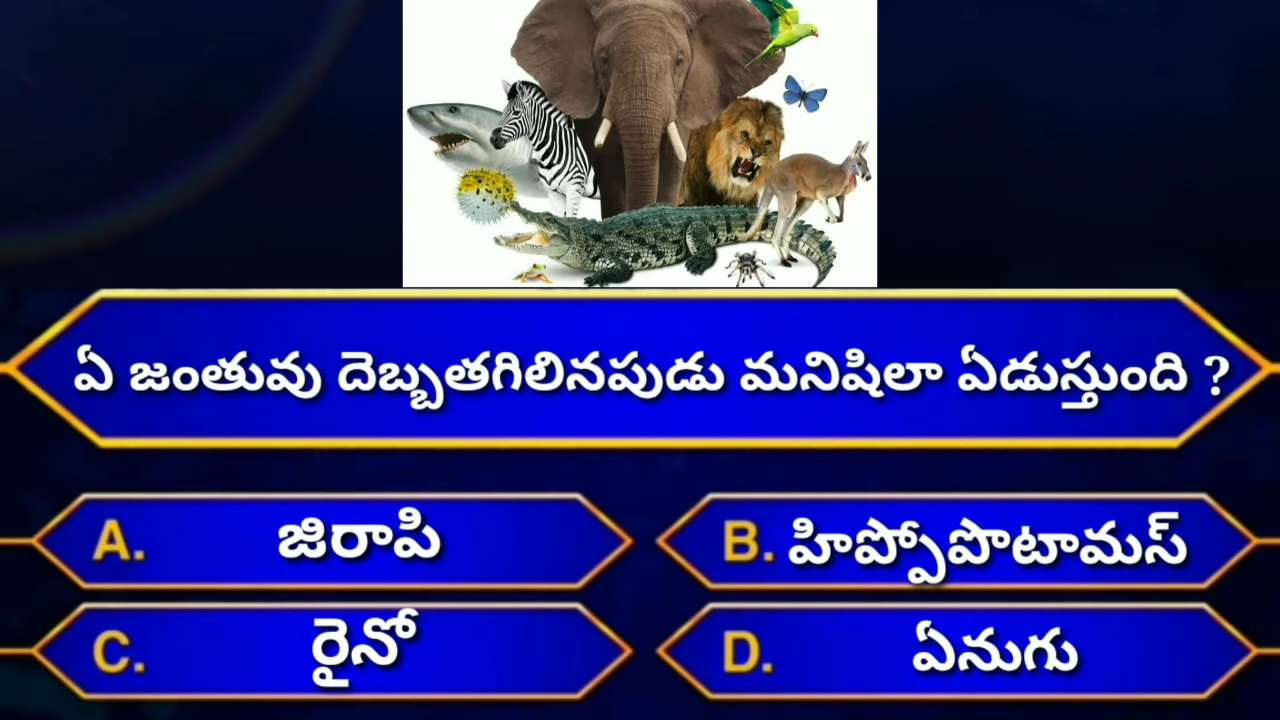 ఏ జంతువు దెబ్బతగిలినపుడు మనిషిలా ఏడుస్తుంది ?
A. జిరాపి
B. హిప్పోపొటామస్
C. రైనో
D. ఏనుగు